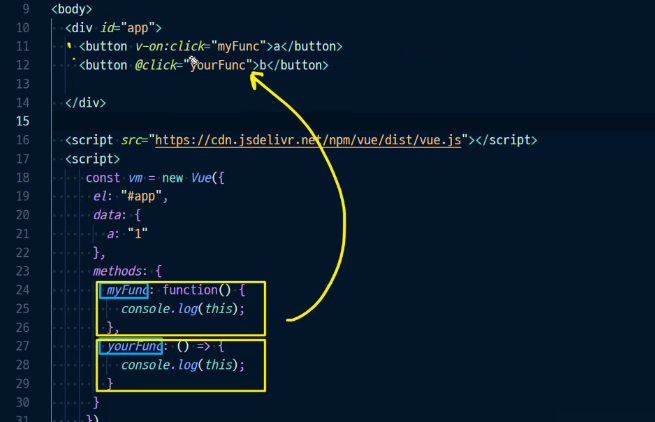 9 <body>
10 <div id="app">
11 <button v-on:click="myFunc">a</button>
12 <button @click="yourFunc">b</button>
13
14 </div>
15
16 <script src="https://cdn.jsdelivr.net/npm/vue/dist/vue.js"></script>
17 <script>
18 const vm = new Vue({
19 el: "#app",
20 data: {
21 a: "1"
22 },
23 methods: {
24 myFunc: function() {
25 console.log(this);
26 },
27 yourFunc: () => {
28 console.log(this);
29 }
30 }
31 })